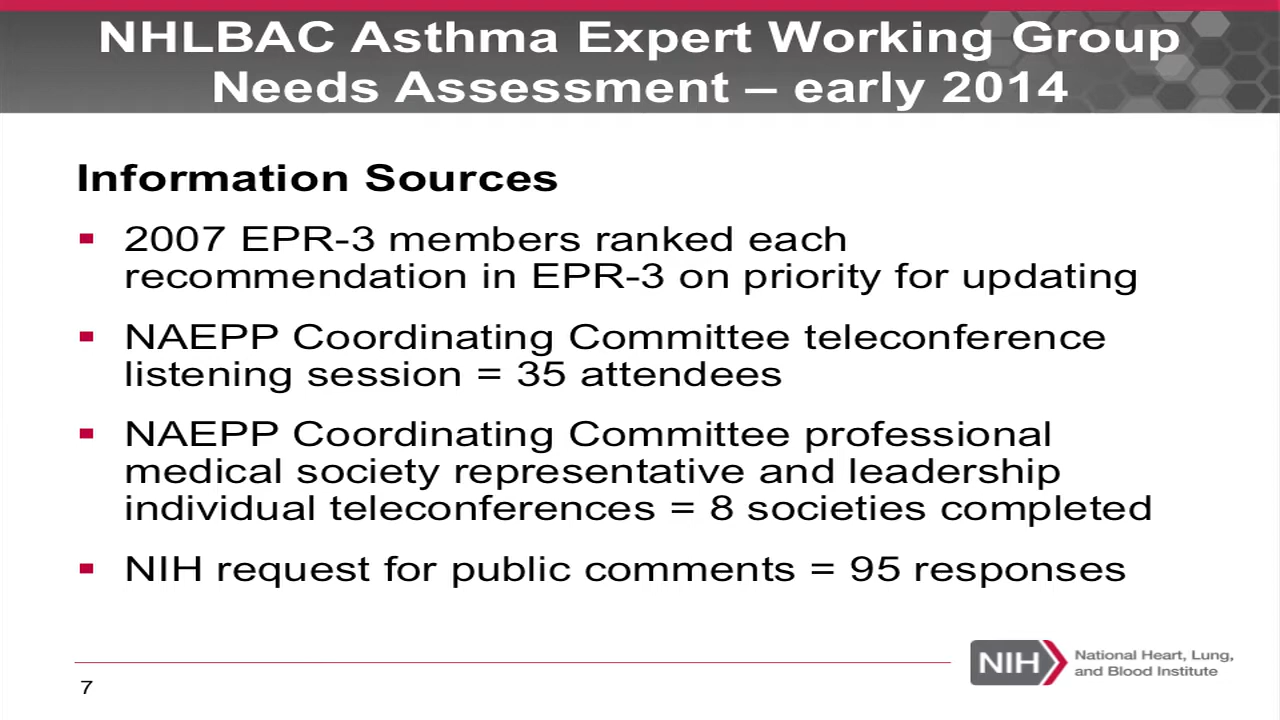 NHLBAC Asthma Expert Working Group
Needs Assessment – early 2014
Information Sources
▪ 2007 EPR-3 members ranked each
recommendation in EPR-3 on priority for updating
▪ NAEPP Coordinating Committee teleconference
listening session = 35 attendees
▪ NAEPP Coordinating Committee professional
medical society representative and leadership
individual teleconferences = 8 societies completed
▪ NIH request for public comments = 95 responses
7
NIH
National Heart, Lung,
and Blood Institute